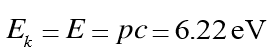 E_k = E = pc = 6.22 eV